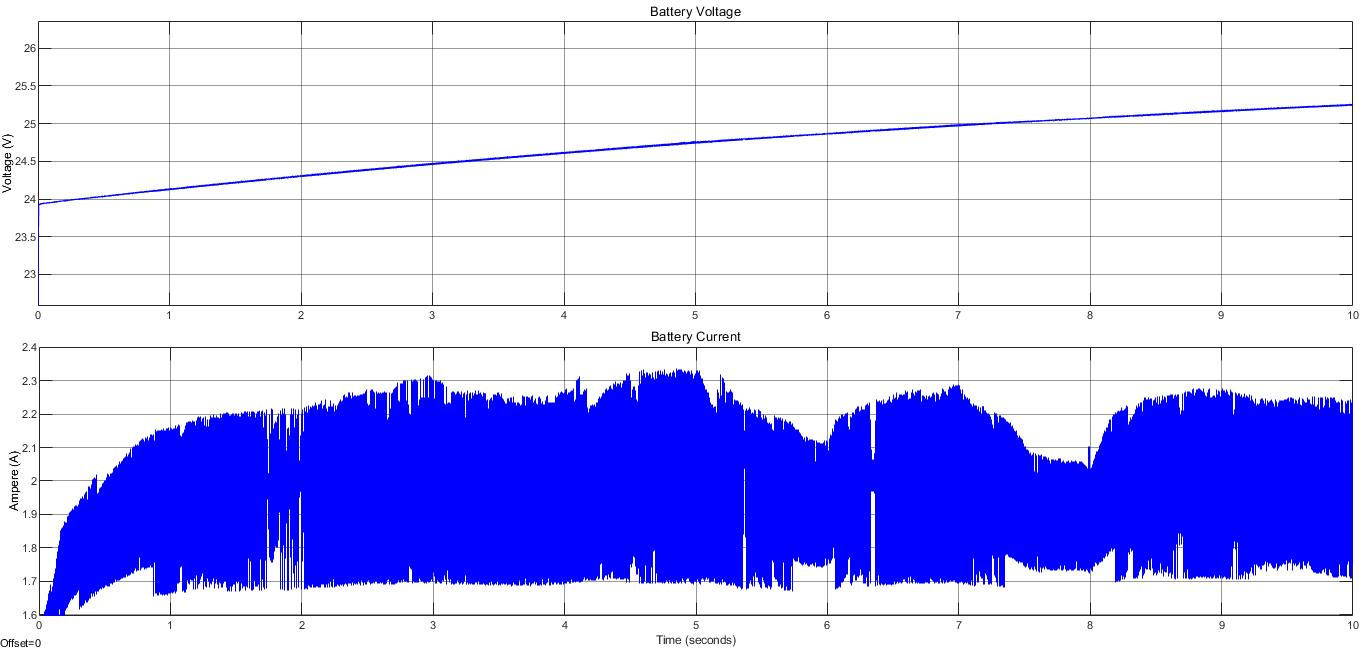 Battery Voltage
26
25.5
25
24.5
24
23.5
23
Voltage (V)
0 1 2 3 4 5 6 7 8 9 10
Battery Current
2.4
2.3
2.2
2.1
2
1.9
1.8
1.7
1.6
Ampere (A)
0 1 2 3 4 5 6 7 8 9 10
Time (seconds)
Offset=0